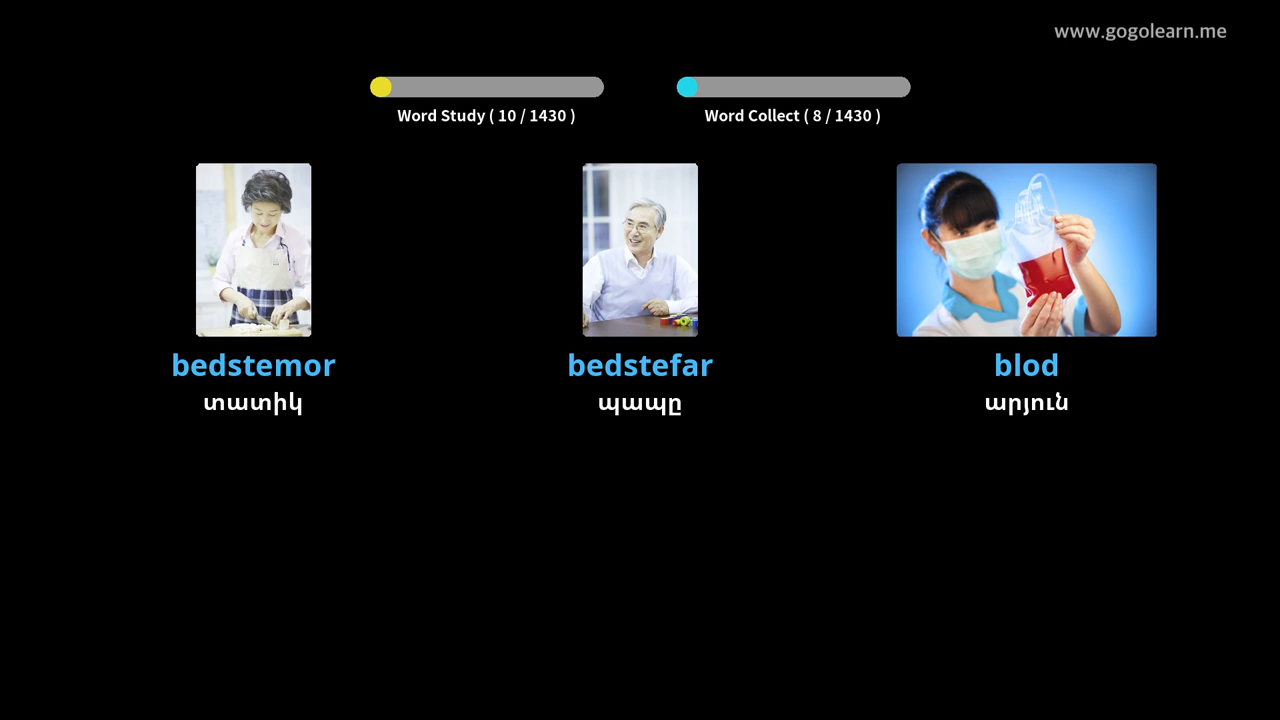 www.gogolearn.me
Word Study ( 10 / 1430 )
Word Collect ( 8 / 1430 )
bedstemor
տատիկ
bedstefar
պապը
blod
արյուն